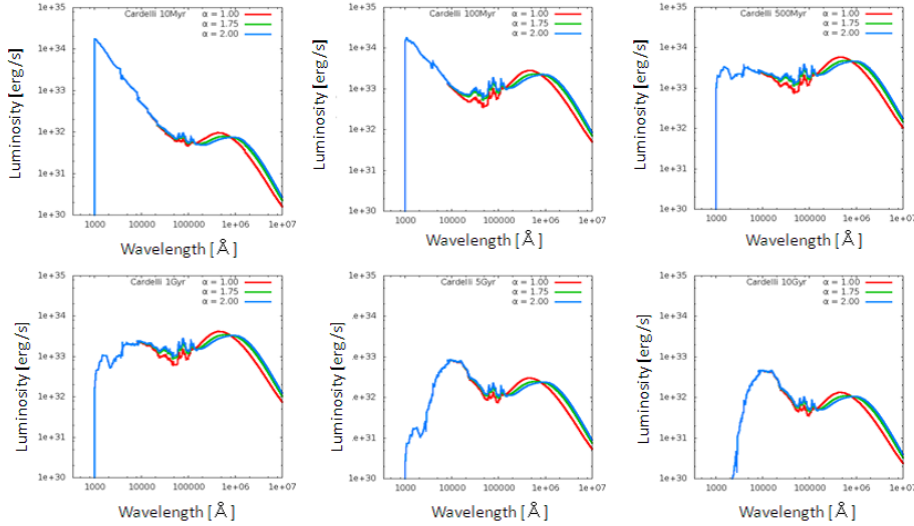 Cardelli 10Myr
α = 1.00
α = 1.75
α = 2.00
Luminosity [erg/s]
1e+35
1e+34
1e+33
1e+32
1e+31
1e+30
1000
10000
100000
1e+06
1e+07
Wavelength [Å]
Cardelli 100Myr
α = 1.00
α = 1.75
α = 2.00
Luminosity [erg/s]
1e+35
1e+34
1e+33
1e+32
1e+31
1e+30
1000
10000
100000
1e+06
1e+07
Wavelength [Å]
Cardelli 500Myr
α = 1.00
α = 1.75
α = 2.00
Luminosity [erg/s]
1e+35
1e+34
1e+33
1e+32
1e+31
1e+30
1000
10000
100000
1e+06
1e+07
Wavelength [Å]
Cardelli 1Gyr
α = 1.00
α = 1.75
α = 2.00
Luminosity [erg/s]
1e+35
1e+34
1e+33
1e+32
1e+31
1e+30
1000
10000
100000
1e+06
1e+07
Wavelength [Å]
Cardelli 5Gyr
α = 1.00
α = 1.75
α = 2.00
Luminosity [erg/s]
1e+35
.e+34
.e+33
1e+32
1e+31
1e+30
1000
10000
100000
1e+06
1e+07
Wavelength [Å]
Cardelli 10Gyr
α = 1.00
α = 1.75
α = 2.00
Luminosity [erg/s]
1e+35
.e+34
.e+33
1e+32
1e+31
1e+30
1000
10000
100000
1e+06
1e+07
Wavelength [Å]